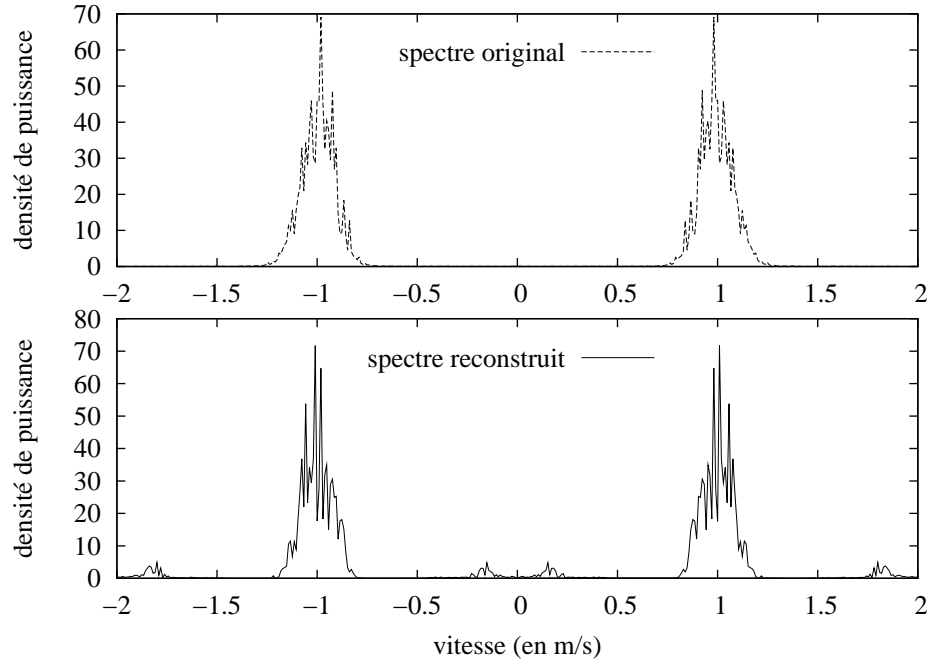 densité de puissance
70
60
50
40
30
20
10
0
spectre original
−2 −1.5 −1 −0.5 0 0.5 1 1.5 2
densité de puissance
80
70
60
50
40
30
20
10
0
spectre reconstruit
−2 −1.5 −1 −0.5 0 0.5 1 1.5 2
vitesse (en m/s)